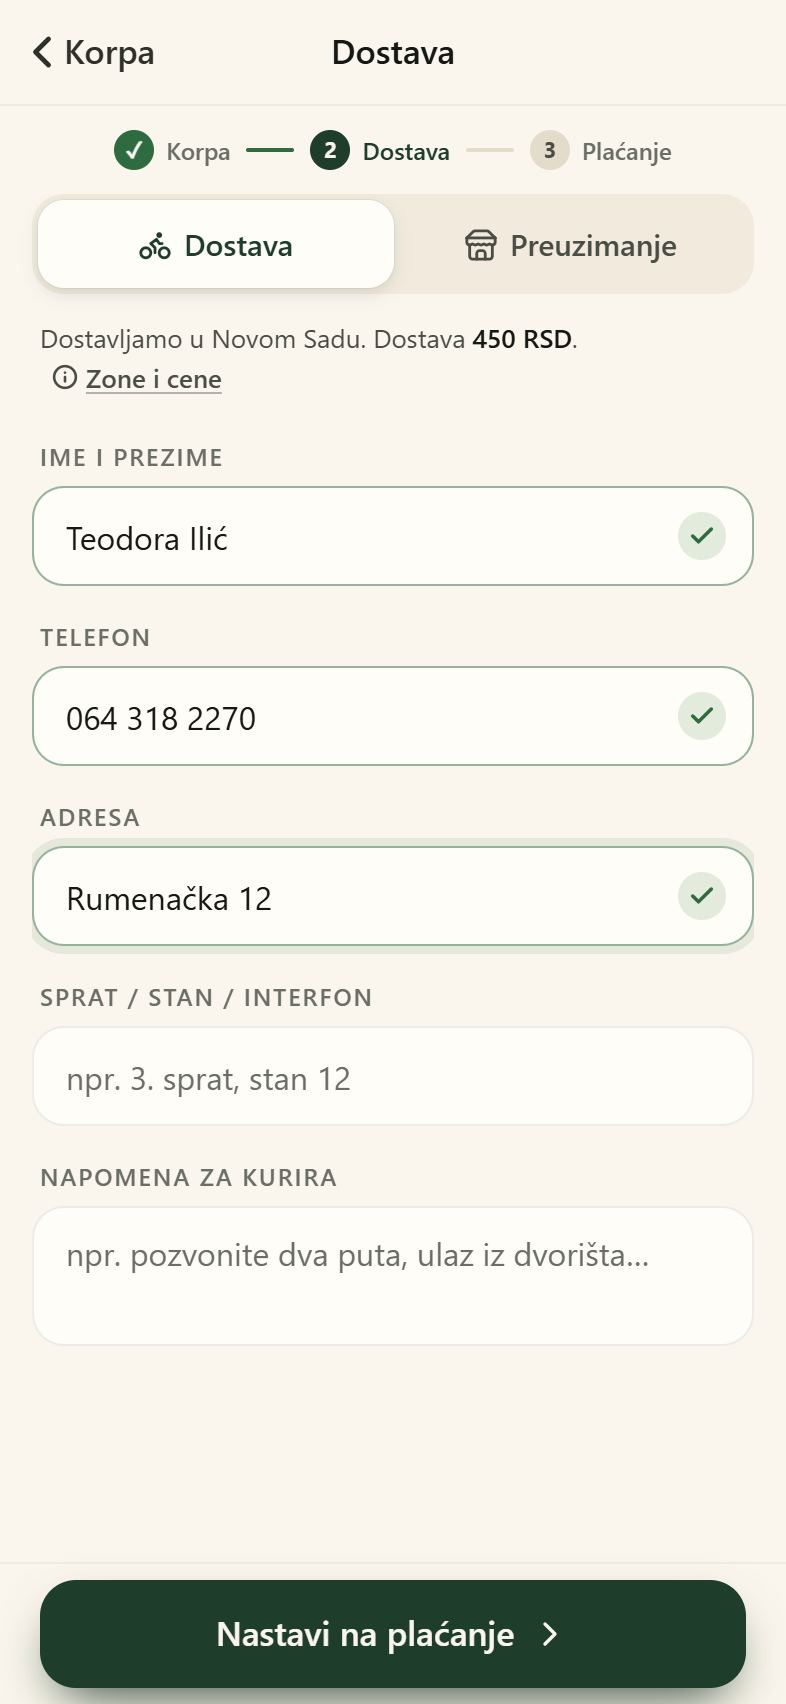 Korpa
Dostava
Korpa
2 Dostava
3 Plaćanje
Dostava
Preuzimanje
Dostavljamo u Novom Sadu. Dostava 450 RSD.
Zone i cene
IME I PREZIME
Teodora Ilić
TELEFON
064 318 2270
ADRESA
Rumenačka 12
SPRAT / STAN / INTERFON
npr. 3. sprat, stan 12
NAPOMENA ZA KURIRA
npr. pozvonite dva puta, ulaz iz dvorišta...
Nastavi na plaćanje